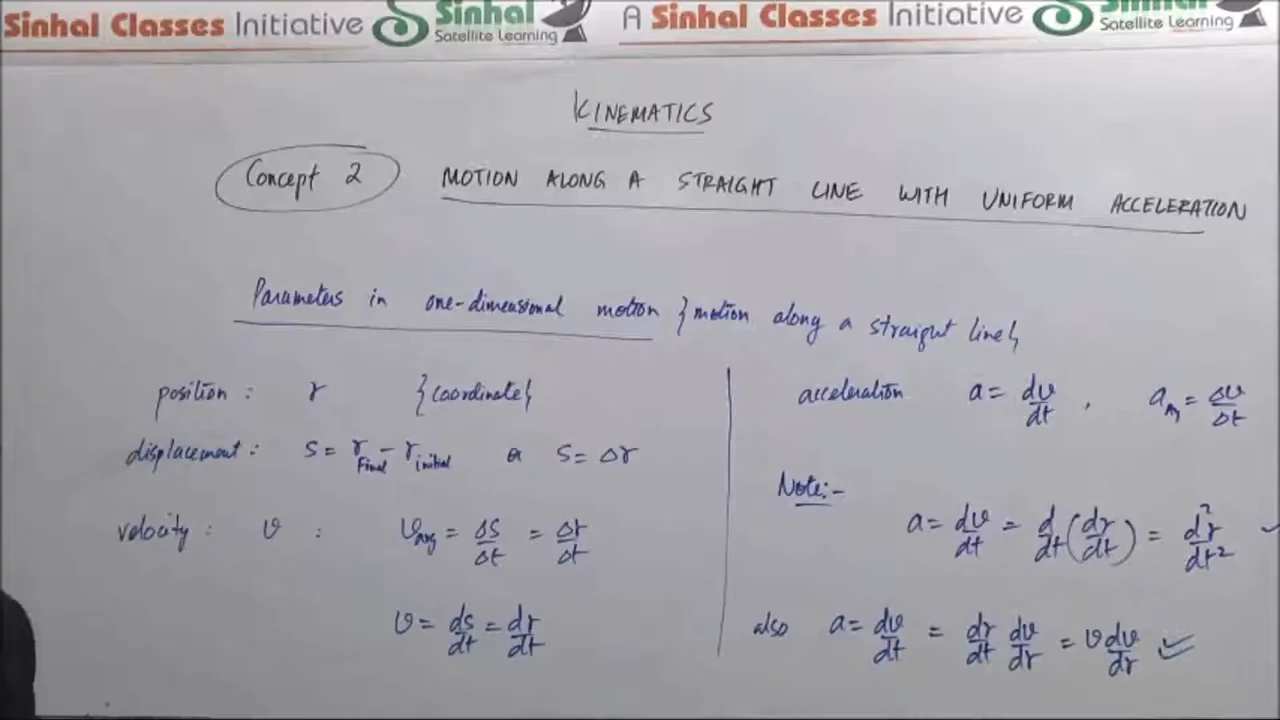 Sinhal Classes Initiative Sinhal Satellite Learning A Sinhal Classes Initiative Sinhal Satellite Learning
KINEMATICS
Concept 2 MOTION ALONG A STRAIGHT LINE WITH UNIFORM ACCELERATION
Parameters in one-dimensional motion {motion along a straight line}
position : r {coordinate}
displacement : s = r_Final - r_initial or s = Δr
velocity : v : v_avg = Δs/Δt = Δr/Δt
v = ds/dt = dr/dt
acceleration a = dv/dt , a_av = Δv/Δt
Note:-
a = dv/dt = d/dt(dr/dt) = d²r/dt²
also a = dv/dt = dr/dt dv/dr = v dv/dr